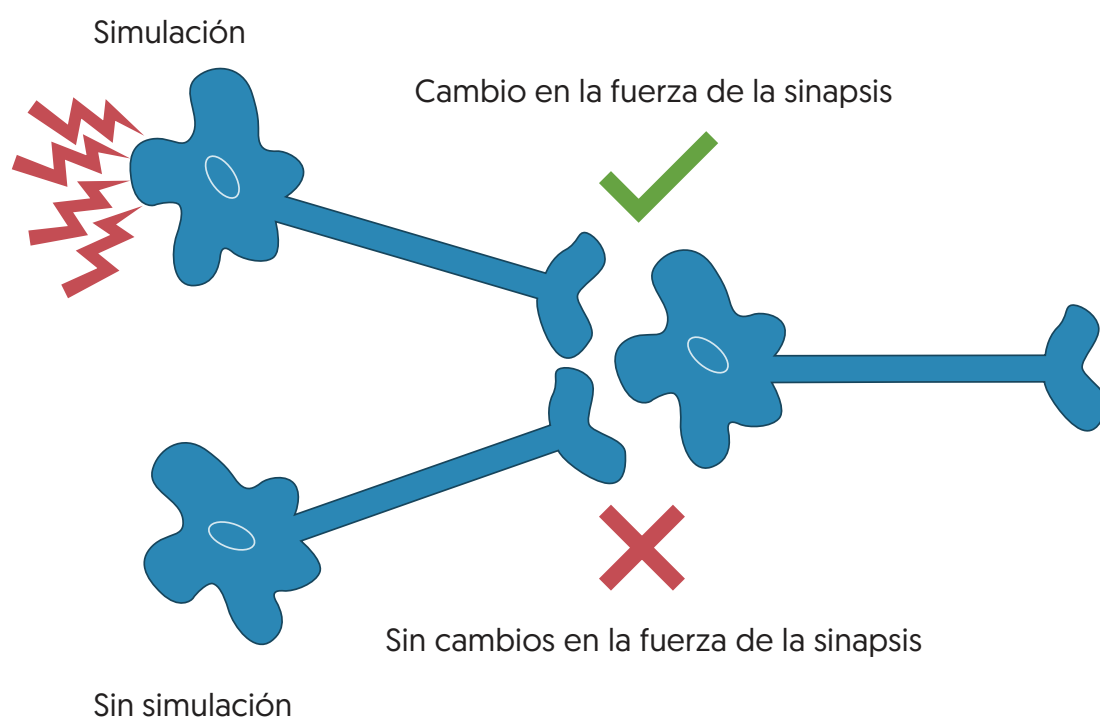 Simulación
Cambio en la fuerza de la sinapsis
Sin cambios en la fuerza de la sinapsis
Sin simulación